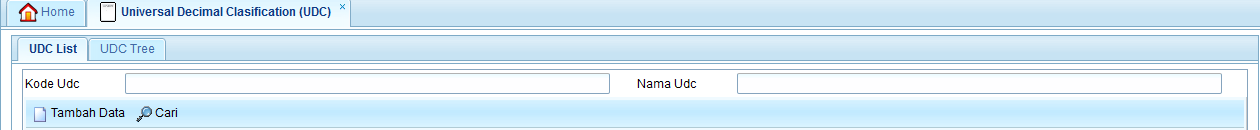 Home Universal Decimal Clasification (UDC) x
UDC List UDC Tree
Kode Udc Nama Udc
Tambah Data Cari